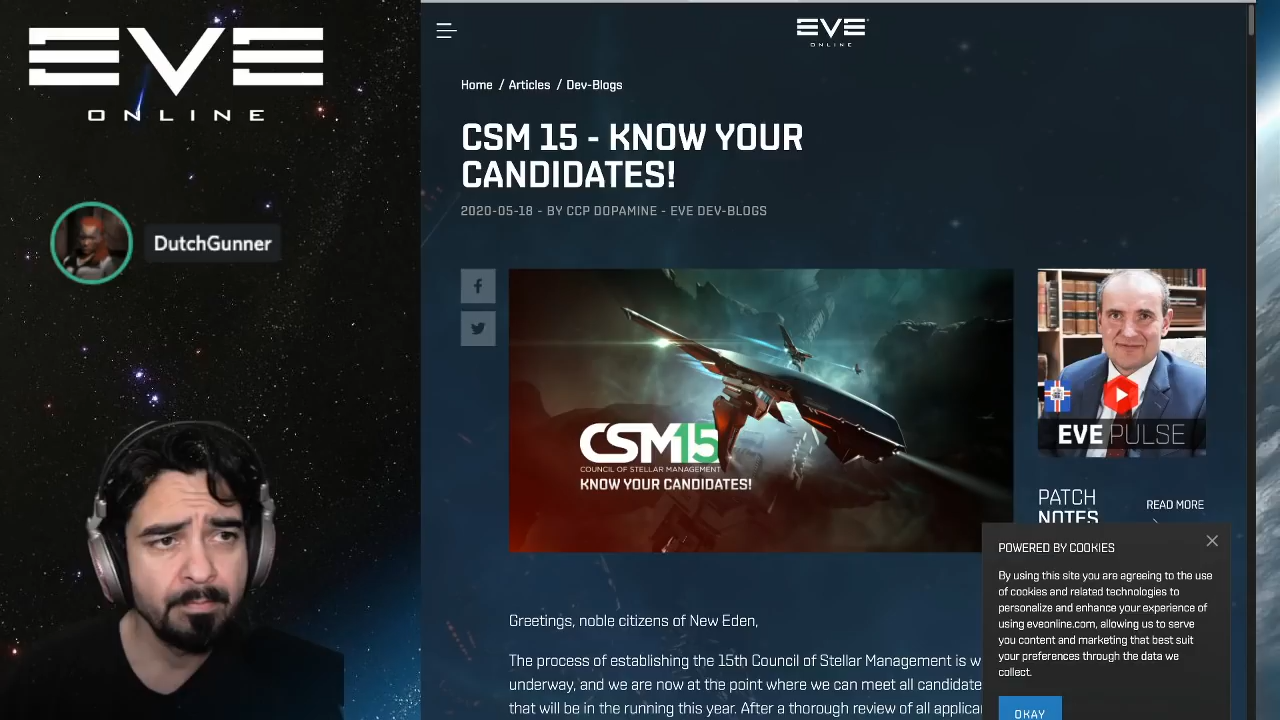 EVE
ONLINE
DutchGunner
EVE
ONLINE
Home / Articles / Dev-Blogs
CSM 15 - KNOW YOUR
CANDIDATES!
2020-05-18 - BY CCP DOPAMINE - EVE DEV-BLOGS
CSM15
COUNCIL OF STELLAR MANAGEMENT
KNOW YOUR CANDIDATES!
EVE PULSE
PATCH
NOTES
READ MORE
Greetings, noble citizens of New Eden,
The process of establishing the 15th Council of Stellar Management is w
underway, and we are now at the point where we can meet all candidate
that will be in the running this year. After a thorough review of all applica
POWERED BY COOKIES
By using this site you are agreeing to the use
of cookies and related technologies to
personalize and enhance your experience of
using eveonline.com, allowing us to serve
you content and marketing that best suit
your preferences through the data we
collect.
OKAY